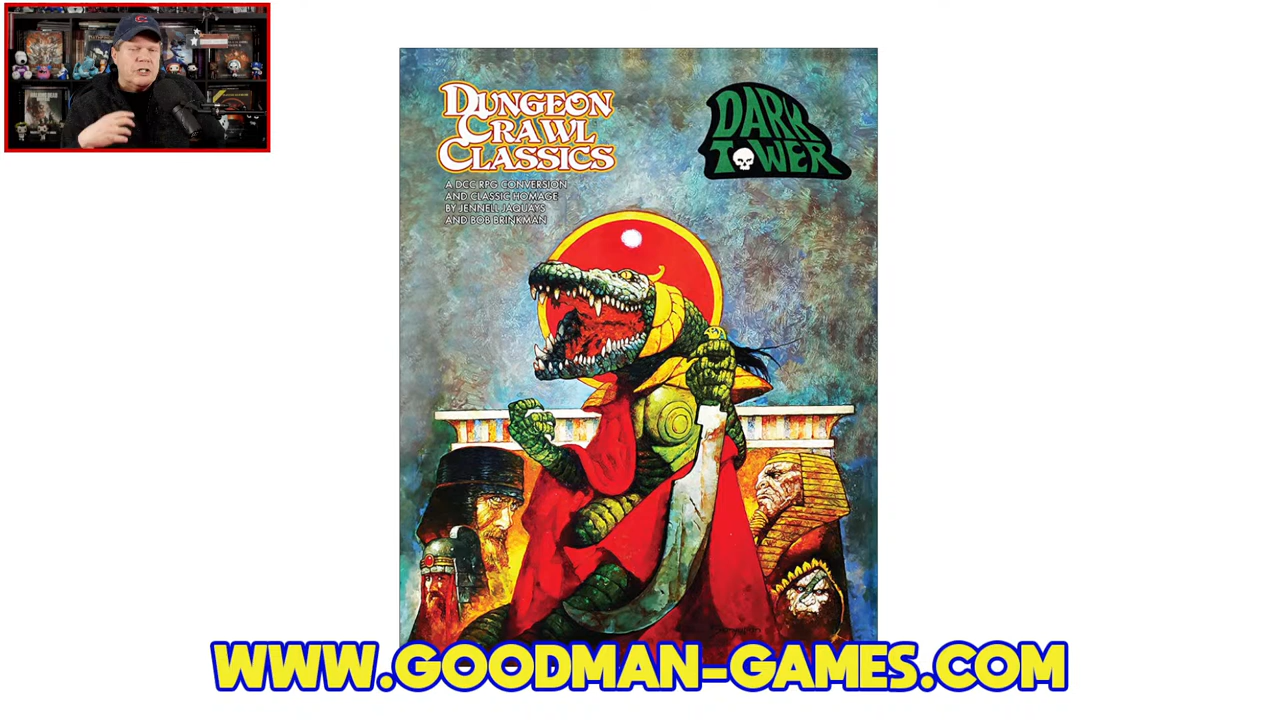 DUNGEON
CRAWL
CLASSICS
A DCC RPG CONVERSION
AND CLASSIC HOMAGE
BY JENNELL JAQUAYS
AND BOB BRINKMAN
DARK
TOWER
WWW.GOODMAN-GAMES.COM